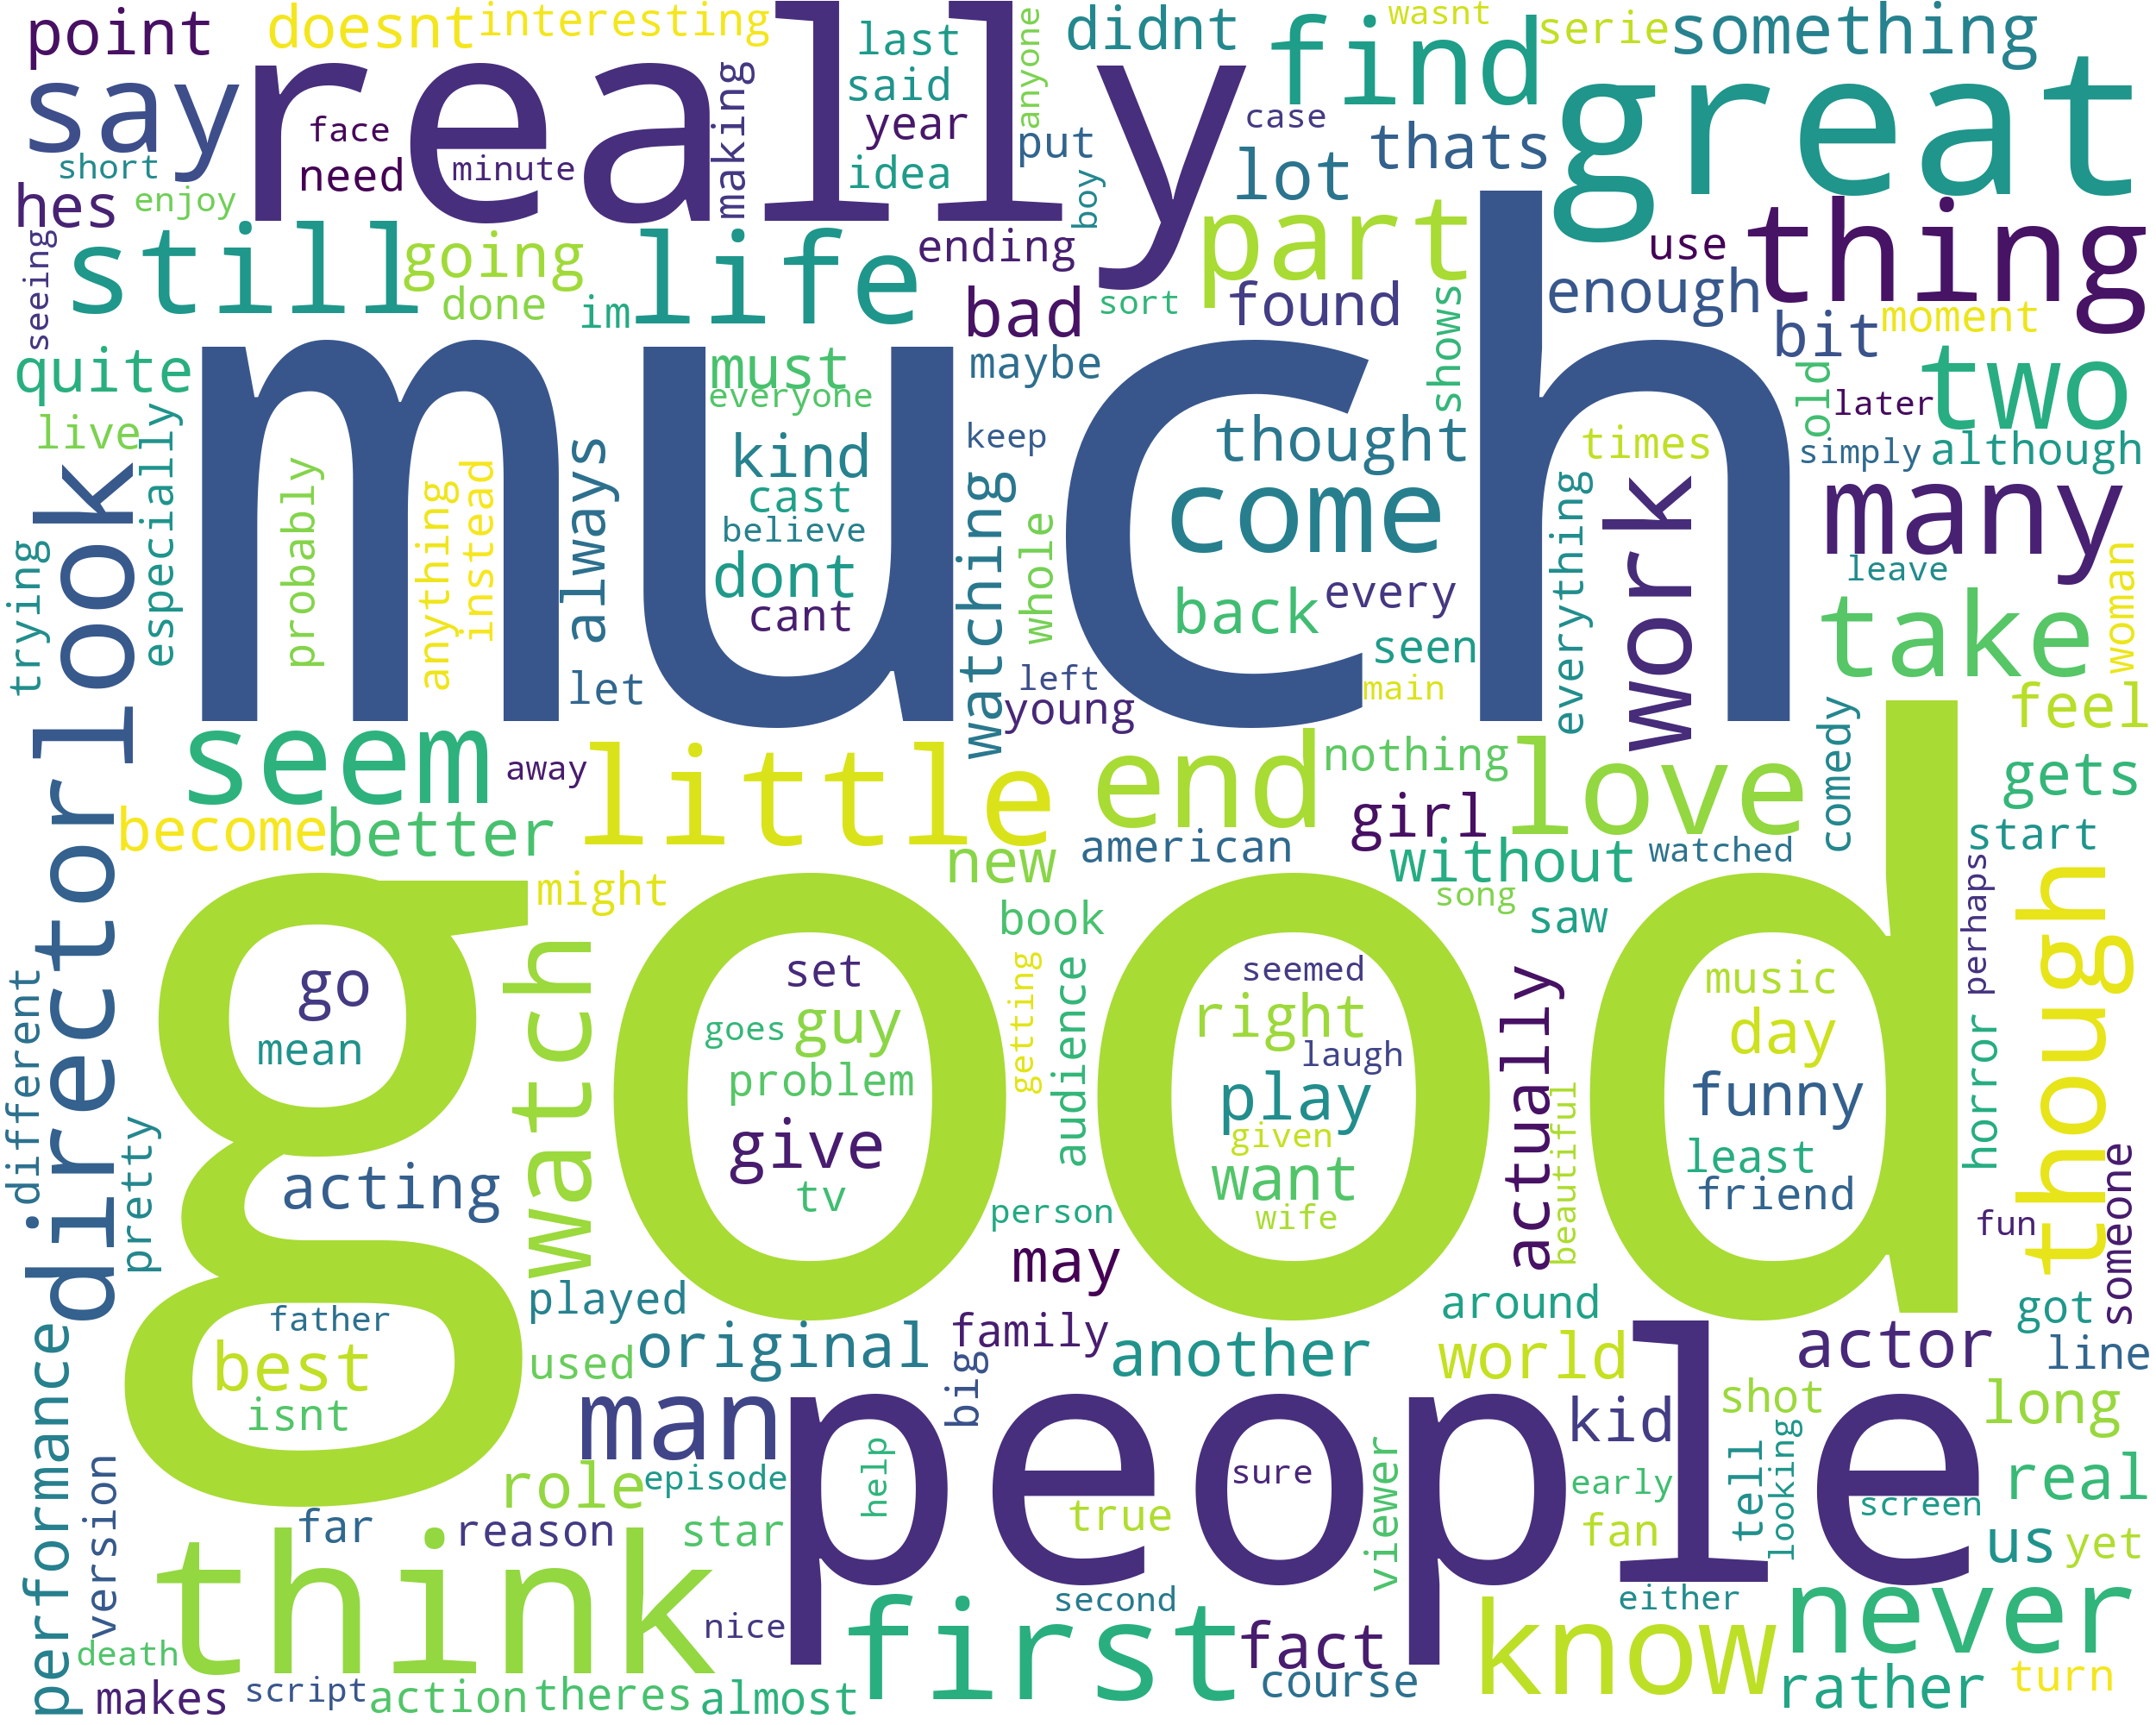 point
doesnt
interesting
really
last
said
year
idea
making
anyone
didnt
wasnt
find
serie
something
say
face
need
minute
short
hes
enjoy
put
boy
case
lot
thats
great
seeing
still
going
done
im
life
ending
bad
sort
part
found
shows
use
enough
thing
bit
moment
quite
live
much
must
everyone
maybe
keep
kind
cast
believe
dont
cant
always
let
probably
anything
instead
especially
trying
look
watching
whole
left
young
thought
come
back
every
seen
main
times
everything
work
old
two
later
simply
although
many
leave
take
woman
feel
seem
away
little
end
nothing
girl
love
comedy
gets
start
become
better
might
new
american
without
watched
song
saw
book
perhaps
director
good
go
mean
watch
set
goes
guy
problem
give
tv
getting
audience
seemed
right
laugh
play
given
want
wife
actually
beautiful
music
day
funny
least
friend
horror
though
someone
fun
different
pretty
acting
person
may
played
father
best
isnt
used
original
family
big
another
around
world
actor
got
line
performance
version
man
people
role
episode
help
sure
true
viewer
kid
shot
early
fan
tell
looking
long
real
screen
us
yet
far
reason
star
think
nice
first
second
fact
course
either
know
never
rather
turn
death
makes
script
action
theres
almost